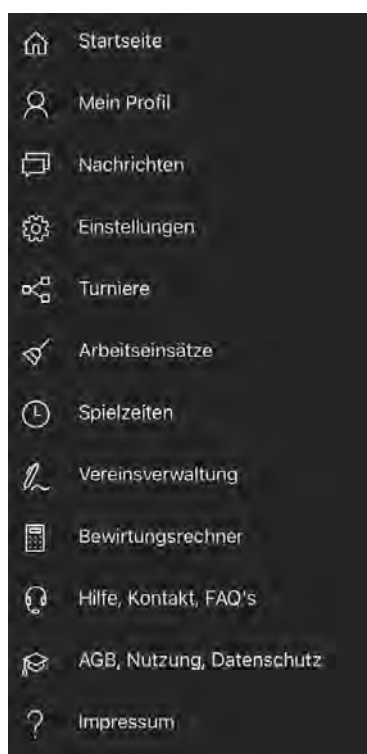 Startseite
Mein Profil
Nachrichten
Einstellungen
Turniere
Arbeitseinsätze
Spielzeiten
Vereinsverwaltung
Bewirtungsrechner
Hilfe, Kontakt, FAQ's
AGB, Nutzung, Datenschutz
Impressum